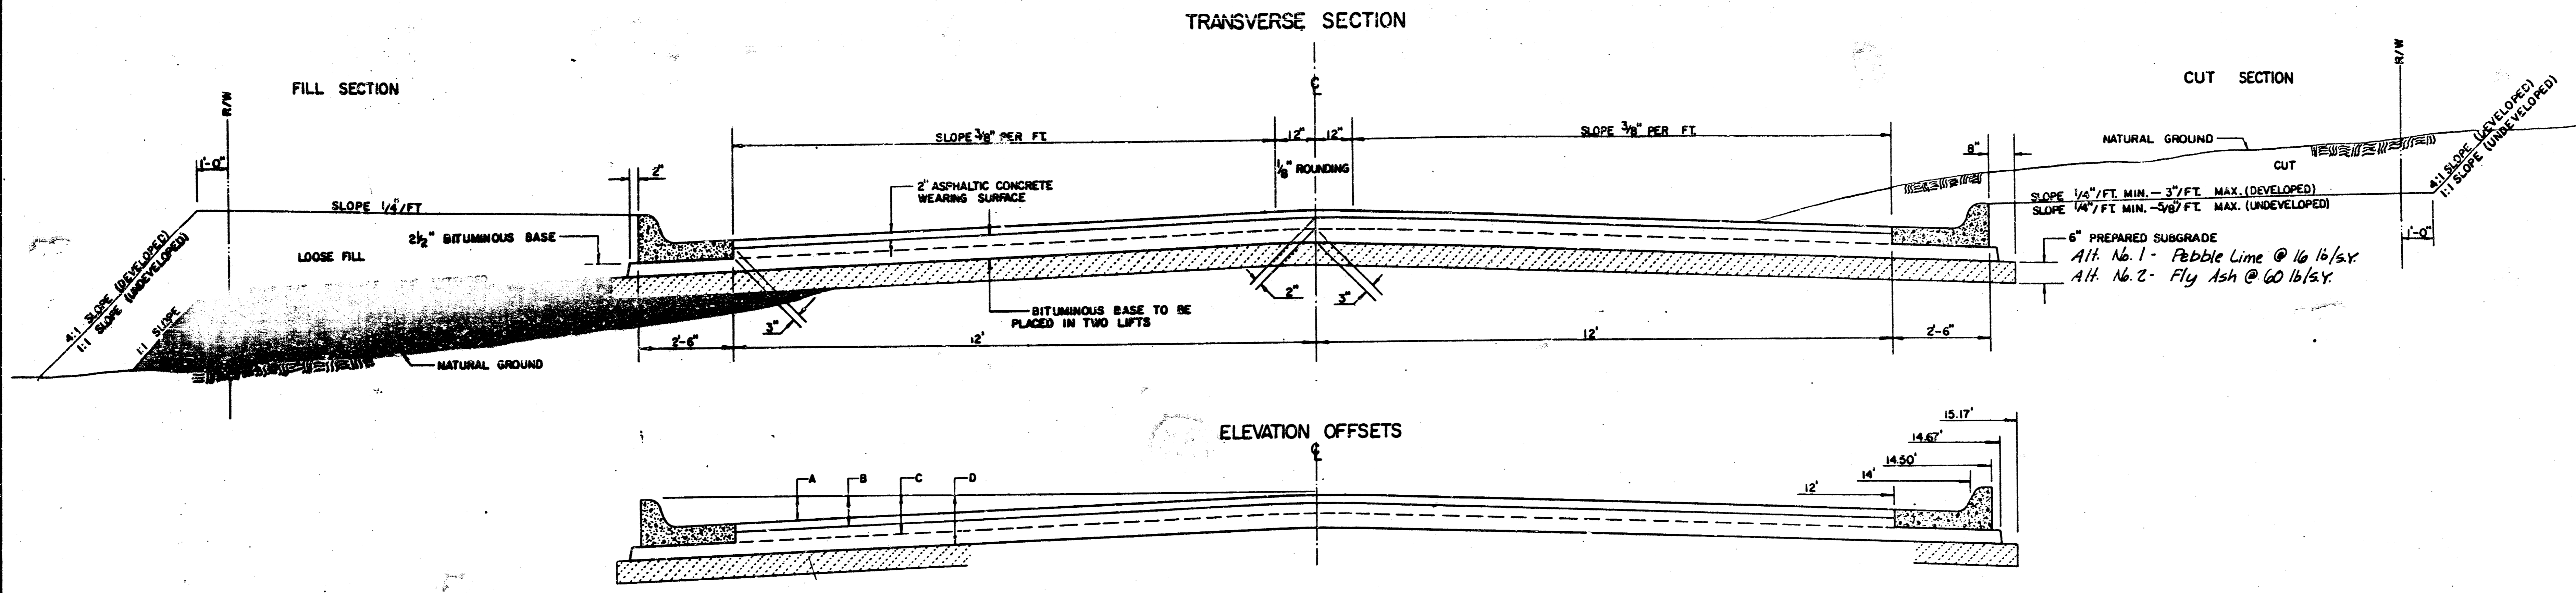 TRANSVERSE SECTION
FILL SECTION
CUT SECTION
R/W
R/W
℄
SLOPE 3/8" PER FT.
12"
12"
SLOPE 3/8" PER FT.
1/8" ROUNDING
NATURAL GROUND
CUT
8"
1'-0"
2"
2" ASPHALTIC CONCRETE
WEARING SURFACE
SLOPE 1/4"/FT
SLOPE 1/4"/FT. MIN. - 3"/FT. MAX. (DEVELOPED)
SLOPE 1/4"/FT. MIN. - 5/8"/FT. MAX. (UNDEVELOPED)
4:1 SLOPE (DEVELOPED)
1:1 SLOPE (UNDEVELOPED)
2 1/2" BITUMINOUS BASE
LOOSE FILL
1'-0"
6" PREPARED SUBGRADE
Alt. No. 1 - Pebble Lime @ 16 lb/s.y.
Alt. No. 2 - Fly Ash @ 60 lb/s.y.
4:1 SLOPE (DEVELOPED)
1:1 SLOPE (UNDEVELOPED)
1:1 SLOPE
2"
3"
BITUMINOUS BASE TO BE
PLACED IN TWO LIFTS
3"
2'-6"
12'
12'
2'-6"
NATURAL GROUND
ELEVATION OFFSETS
℄
15.17'
14.67'
14.50'
14'
12'
A
B
C
D